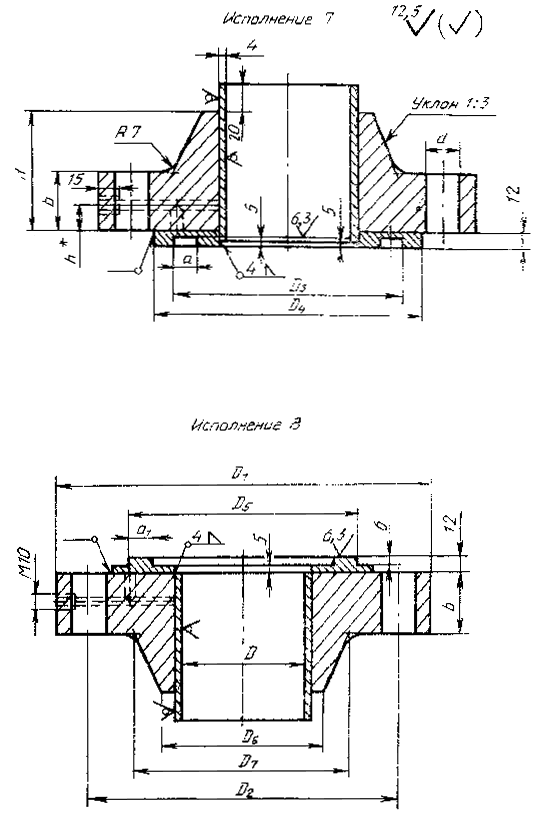 Исполнение 7
12,5 (√)
4
Уклон 1:3
R7
20
d
15
b
h*
5
6,3
5
12
a
4
D3
D4
Исполнение 8
D1
D5
a1
4
5
6,3
6
12
M10
b
D
D6
D7
D2